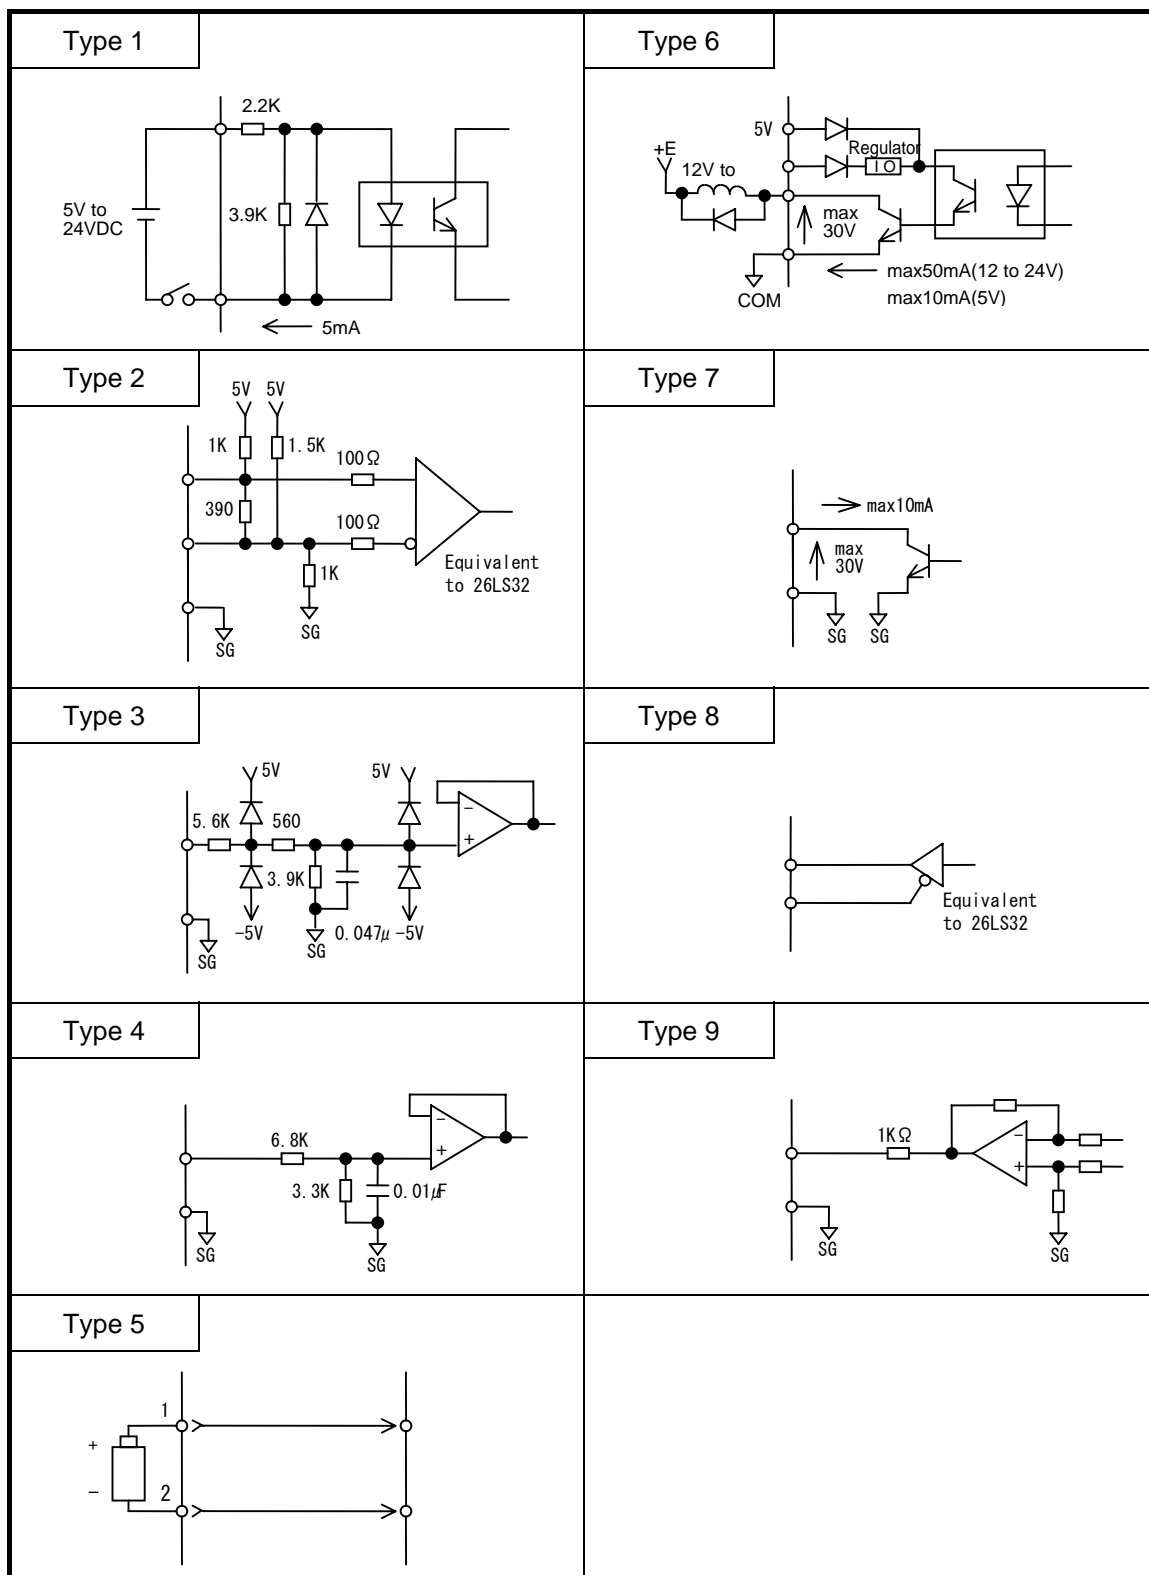 Type 1
2.2K
3.9K
5V to
24VDC
5mA
Type 6
5V
Regulator
I O
+E
12V to
max
30V
COM
max50mA(12 to 24V)
max10mA(5V)
Type 2
5V 5V
1K
1.5K
100Ω
390
100Ω
1K
Equivalent
to 26LS32
SG
SG
Type 7
max10mA
max
30V
SG SG
Type 3
5V
5V
5.6K
560
3.9K
-5V
0.047μ
-5V
SG
SG
−
+
Type 8
Equivalent
to 26LS32
Type 4
6.8K
3.3K
0.01μF
−
+
SG
SG
Type 9
1KΩ
−
+
SG
SG
Type 5
1
+
−
2